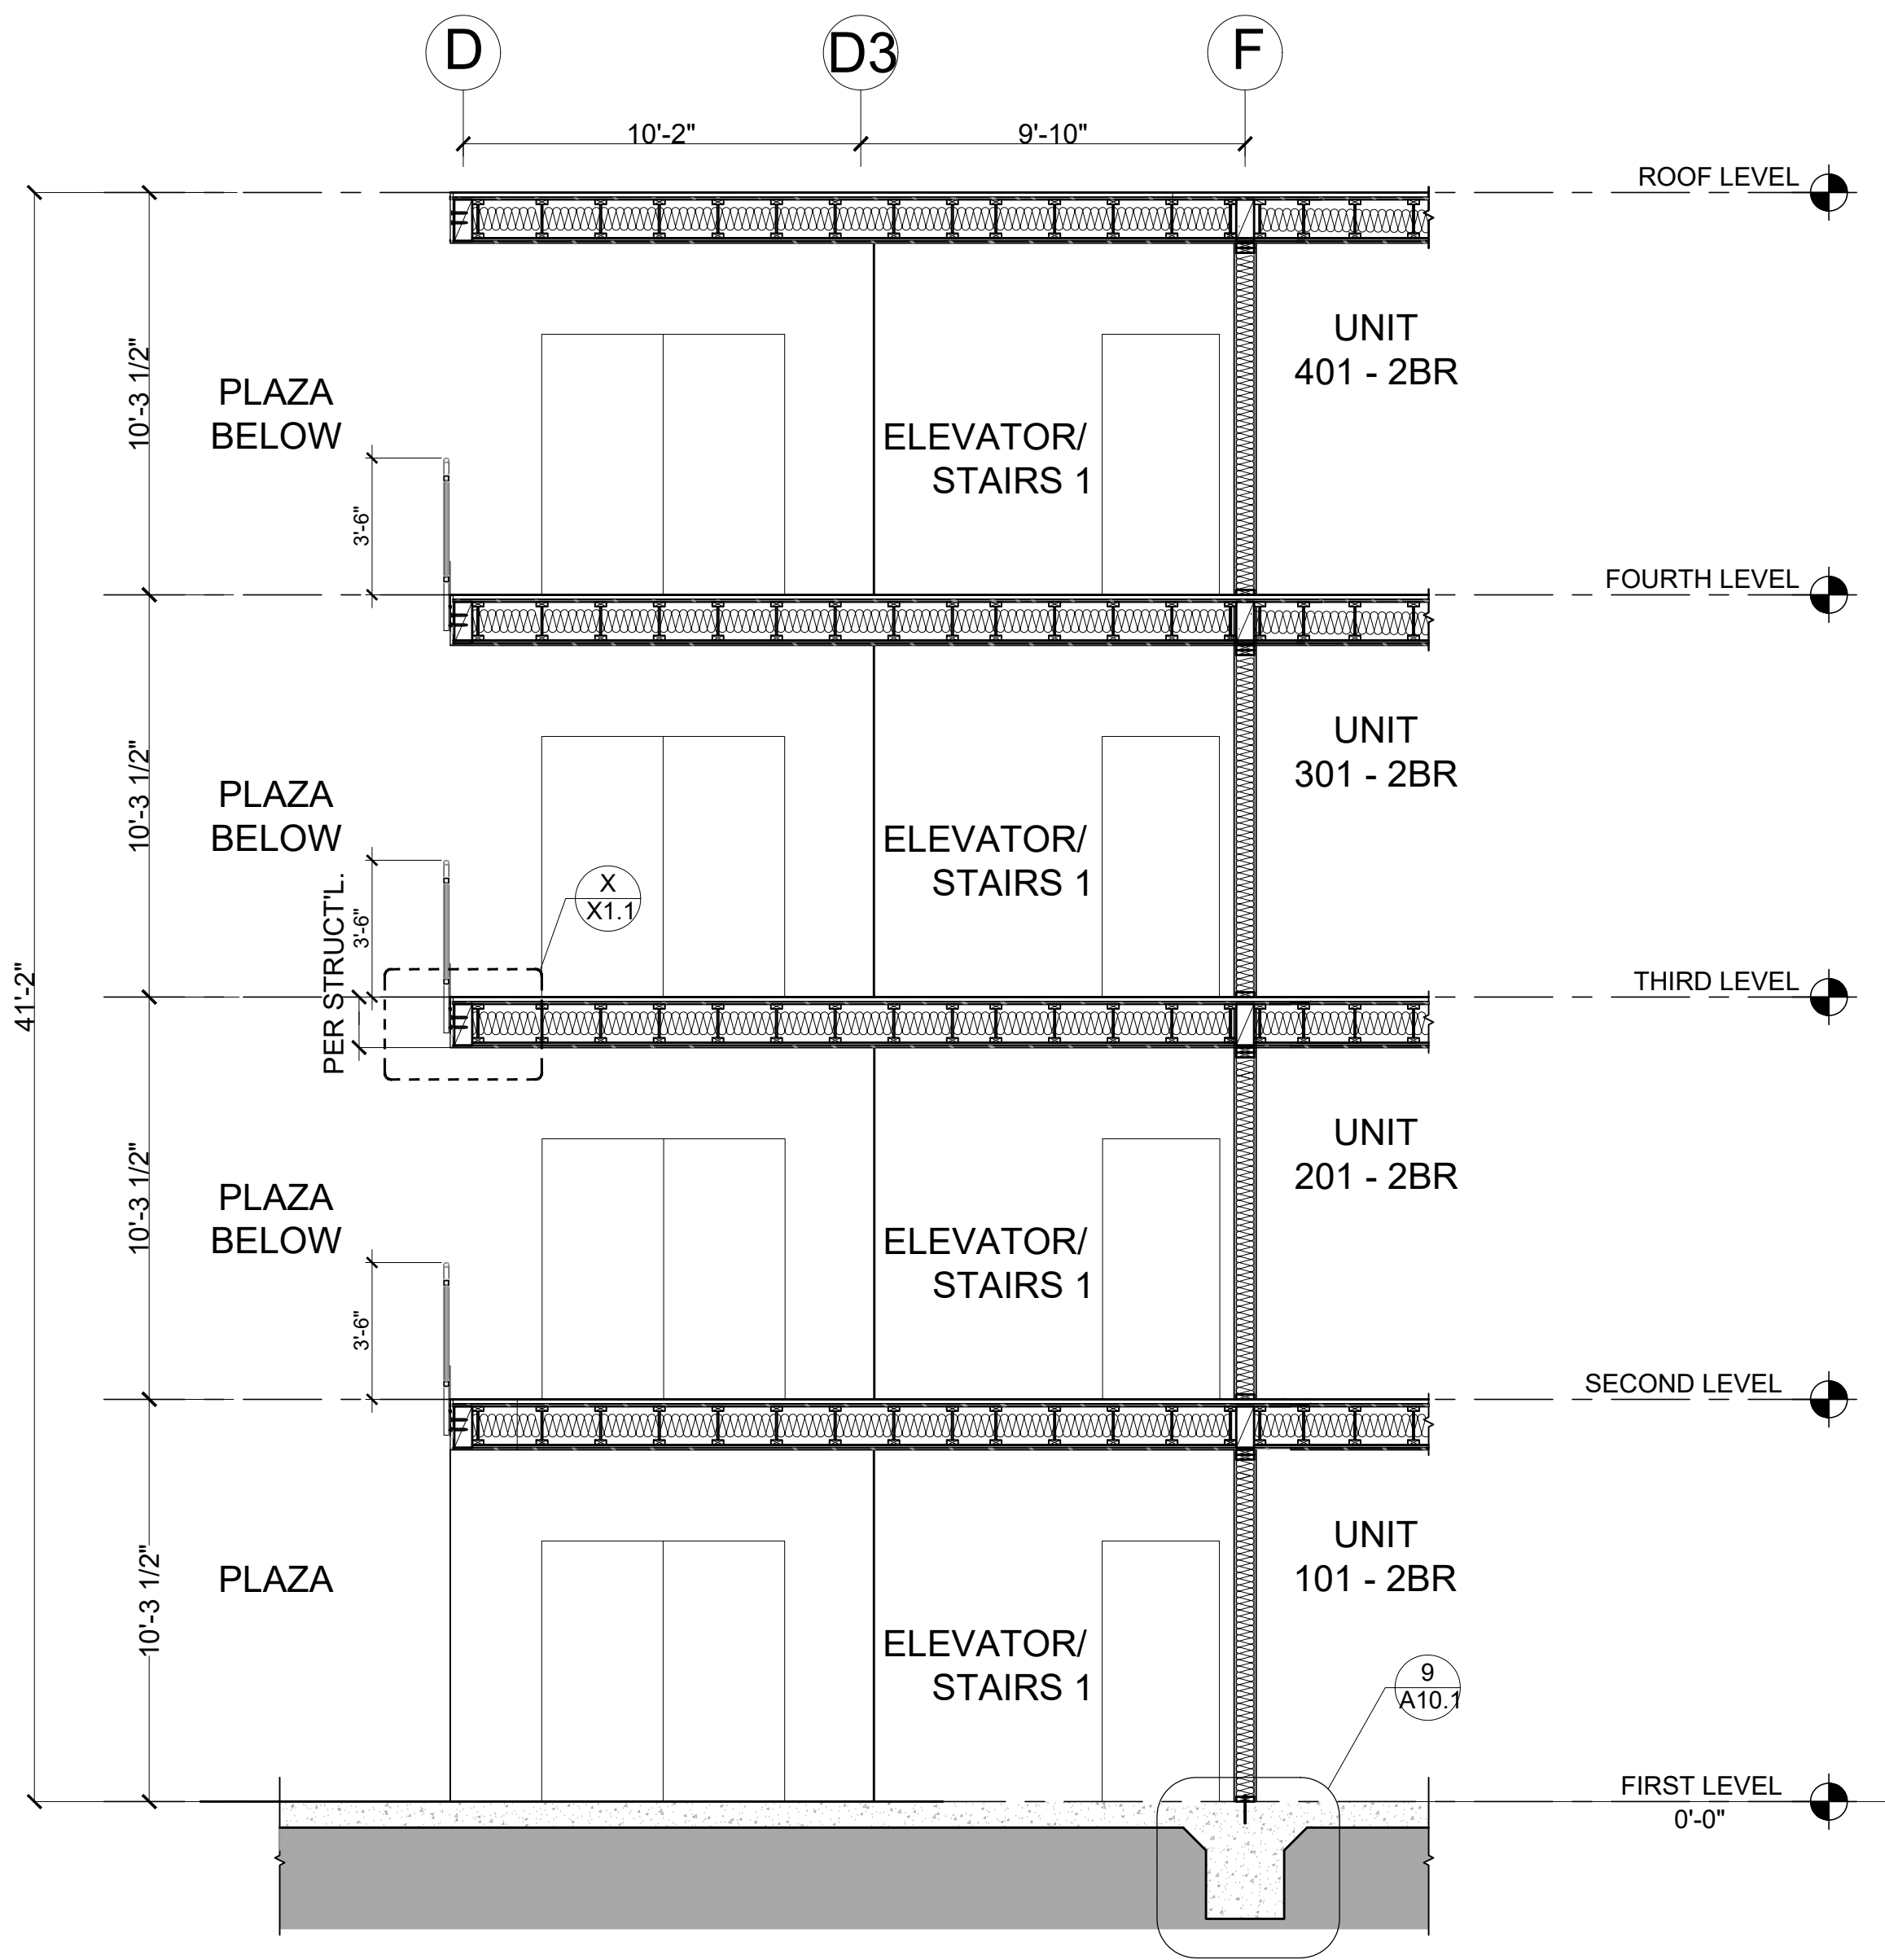 D
D3
F
10'-2"
9'-10"
ROOF LEVEL
10'-3 1/2"
PLAZA
BELOW
3'-6"
ELEVATOR/
STAIRS 1
UNIT
401 - 2BR
FOURTH LEVEL
10'-3 1/2"
PLAZA
BELOW
3'-6"
PER STRUCT'L.
X
X1.1
ELEVATOR/
STAIRS 1
UNIT
301 - 2BR
THIRD LEVEL
41'-2"
10'-3 1/2"
PLAZA
BELOW
3'-6"
ELEVATOR/
STAIRS 1
UNIT
201 - 2BR
SECOND LEVEL
10'-3 1/2"
PLAZA
ELEVATOR/
STAIRS 1
UNIT
101 - 2BR
9
A10.1
FIRST LEVEL
0'-0"